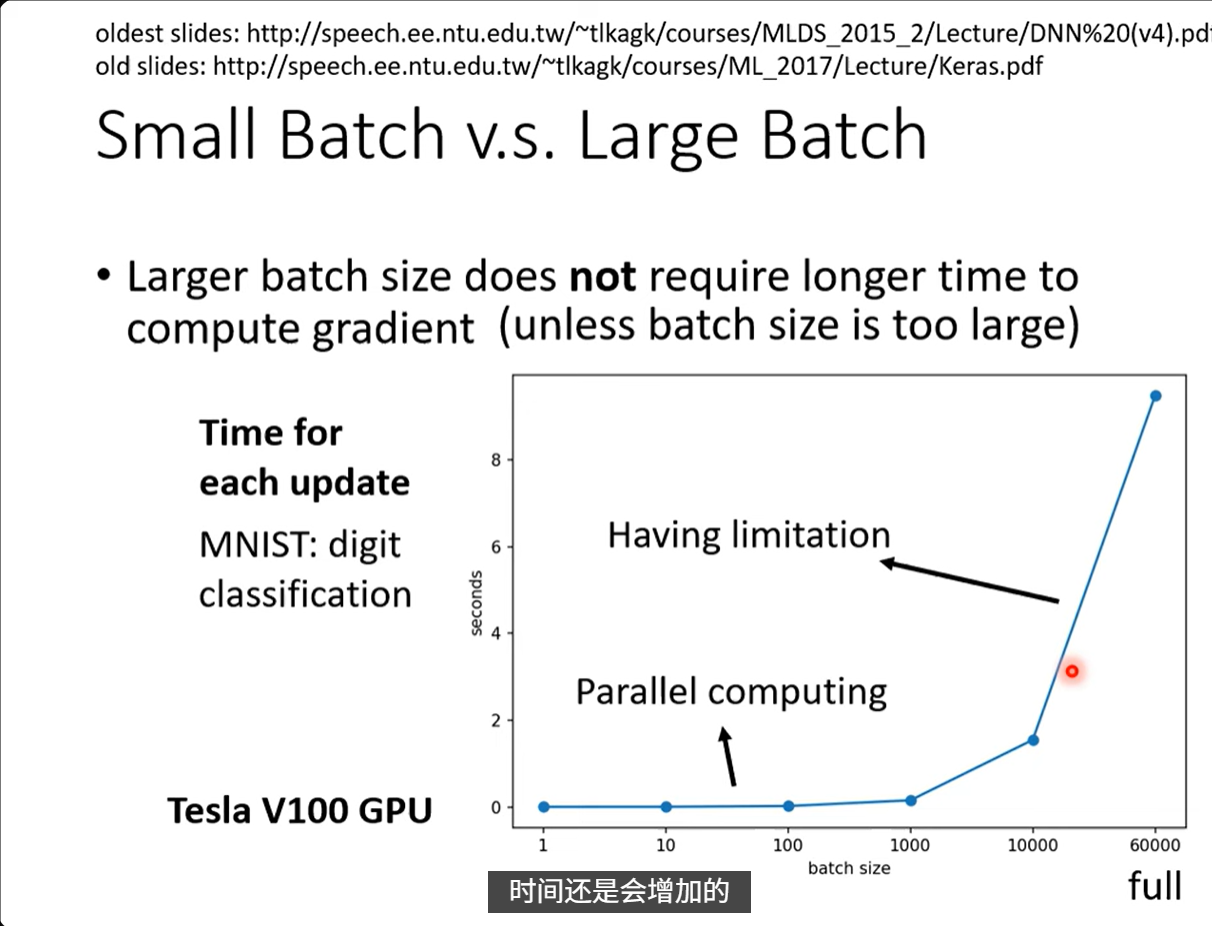 oldest slides: http://speech.ee.ntu.edu.tw/~tlkagk/courses/MLDS_2015_2/Lecture/DNN%20(v4).pdf
old slides: http://speech.ee.ntu.edu.tw/~tlkagk/courses/ML_2017/Lecture/Keras.pdf
Small Batch v.s. Large Batch
• Larger batch size does not require longer time to
compute gradient (unless batch size is too large)
Time for
each update
MNIST: digit
classification
Tesla V100 GPU
seconds
8
6
4
2
0
Having limitation
Parallel computing
1 10 100 1000 10000 60000
batch size
full
时间还是会增加的